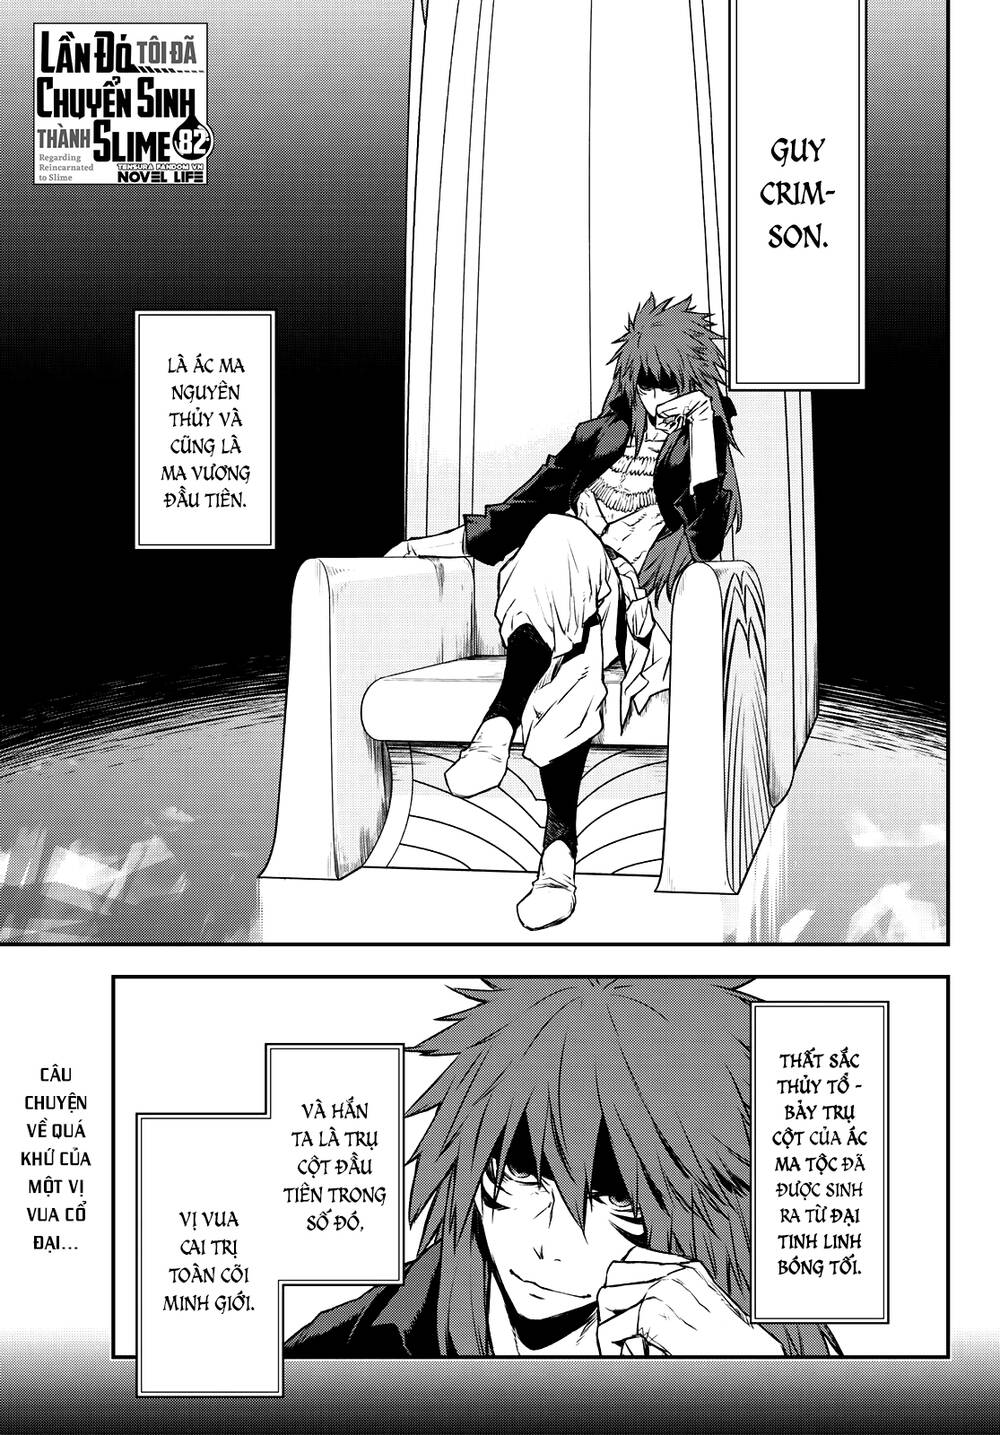 LẦN ĐÓ TÔI ĐÃ
CHUYỂN SINH
THÀNH SLIME 82
Regarding
Reincarnated
to Slime
TENSURA FANDOM VN
NOVEL LIFE
GUY
CRIM-
SON.
LÀ ÁC MA
NGUYÊN
THỦY VÀ
CŨNG LÀ
MA VƯƠNG
ĐẦU TIÊN.
THẤT SẮC
THỦY TỔ -
BẢY TRỤ
CỘT CỦA ÁC
MA TỘC ĐÃ
ĐƯỢC SINH
RA TỪ ĐẠI
TINH LINH
BÓNG TỐI.
VÀ HẮN
TA LÀ TRỤ
CỘT ĐẦU
TIÊN TRONG
SỐ ĐÓ,
VỊ VUA
CAI TRỊ
TOÀN CÕI
MINH GIỚI.
CÂU
CHUYỆN
VỀ QUÁ
KHỨ CỦA
MỘT VỊ
VUA CỔ
ĐẠI...